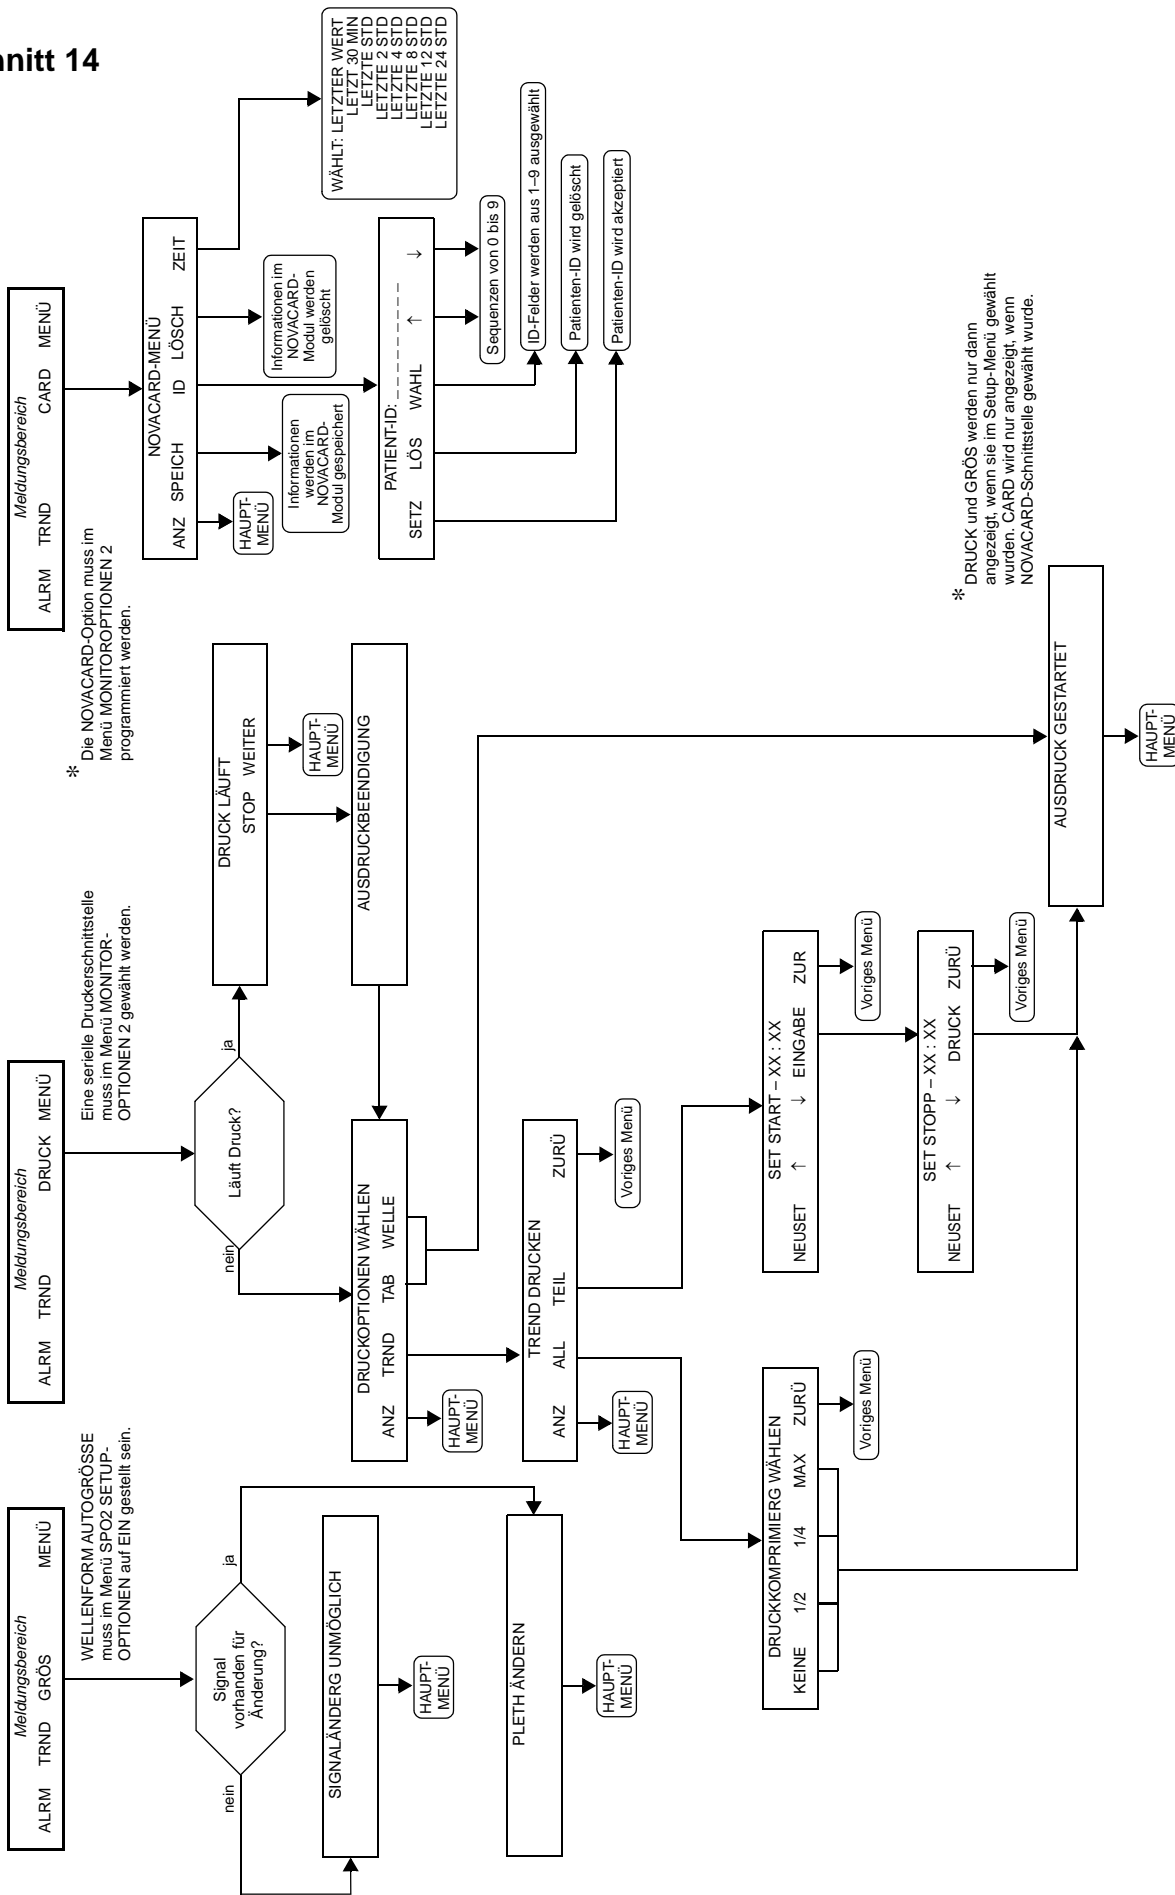 nitt 14
Meldungsbereich
ALRM TRND GRÖS MENÜ
WELLENFORM AUTOGRÖSSE
muss im Menü SPO2 SETUP-
OPTIONEN auf EIN gestellt sein.
Signal
vorhanden für
Änderung?
nein
ja
SIGNALÄNDERG UNMÖGLICH
HAUPT-
MENÜ
PLETH ÄNDERN
HAUPT-
MENÜ
Meldungsbereich
ALRM TRND DRUCK MENÜ
Eine serielle Druckerschnittstelle
muss im Menü MONITOR-
OPTIONEN 2 gewählt werden.
Läuft Druck?
nein
ja
DRUCK LÄUFT
STOP WEITER
HAUPT-
MENÜ
AUSDRUCKBEENDIGUNG
DRUCKOPTIONEN WÄHLEN
ANZ TRND TAB WELLE
HAUPT-
MENÜ
TREND DRUCKEN
ANZ ALL TEIL ZURÜ
HAUPT-
MENÜ
Voriges Menü
DRUCKKOMPRIMIERG WÄHLEN
KEINE 1/2 1/4 MAX ZURÜ
Voriges Menü
SET START – XX : XX
NEUSET ↑ ↓ EINGABE ZUR
Voriges Menü
SET STOPP – XX : XX
NEUSET ↑ ↓ DRUCK ZURÜ
Voriges Menü
AUSDRUCK GESTARTET
HAUPT-
MENÜ
Meldungsbereich
ALRM TRND CARD MENÜ
* Die NOVACARD-Option muss im
Menü MONITOROPTIONEN 2
programmiert werden.
NOVACARD-MENÜ
ANZ SPEICH ID LÖSCH ZEIT
HAUPT-
MENÜ
Informationen
werden im
NOVACARD-
Modul gespeichert
Informationen im
NOVACARD-
Modul werden
gelöscht
WÄHLT: LETZTER WERT
LETZT 30 MIN
LETZTE STD
LETZTE 2 STD
LETZTE 4 STD
LETZTE 8 STD
LETZTE 12 STD
LETZTE 24 STD
PATIENT-ID: _ _ _ _ _ _ _ _ _
SETZ LÖS WAHL ↑ ↓
Sequenzen von 0 bis 9
ID-Felder werden aus 1–9 ausgewählt
Patienten-ID wird gelöscht
Patienten-ID wird akzeptiert
* DRUCK und GRÖS werden nur dann
angezeigt, wenn sie im Setup-Menü gewählt
wurden. CARD wird nur angezeigt, wenn
NOVACARD-Schnittstelle gewählt wurde.